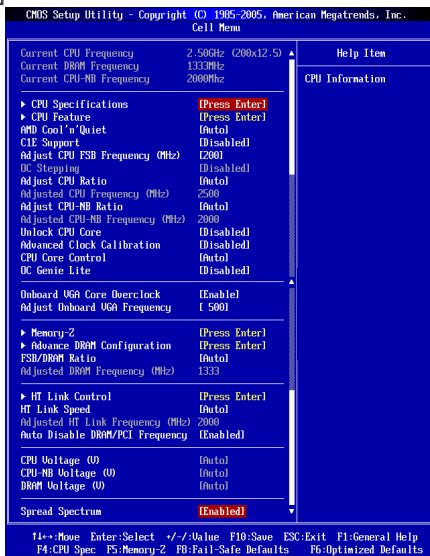 CMOS Setup Utility - Copyright (C) 1985-2005, American Megatrends, Inc.
Cell Menu
Current CPU Frequency 2.50GHz (200x12.5)
Current DRAM Frequency 1333MHz
Current CPU-NB Frequency 2000Mhz
Help Item
CPU Information
▶ CPU Specifications [Press Enter]
▶ CPU Feature [Press Enter]
AMD Cool'n'Quiet [Auto]
C1E Support [Disabled]
Adjust CPU FSB Frequency (MHz) [200]
OC Stepping [Disabled]
Adjust CPU Ratio [Auto]
Adjusted CPU Frequency (MHz) 2500
Adjust CPU-NB Ratio [Auto]
Adjusted CPU-NB Frequency (MHz) 2000
Unlock CPU Core [Disabled]
Advanced Clock Calibration [Disabled]
CPU Core Control [Auto]
OC Genie Lite [Disabled]
Onboard VGA Core Overclock [Enable]
Adjust Onboard VGA Frequency [ 500]
▶ Memory-Z [Press Enter]
▶ Advance DRAM Configuration [Press Enter]
FSB/DRAM Ratio [Auto]
Adjusted DRAM Frequency (MHz) 1333
▶ HT Link Control [Press Enter]
HT Link Speed [Auto]
Adjusted HT Link Frequency (MHz) 2000
Auto Disable DRAM/PCI Frequency [Enabled]
CPU Voltage (V) [Auto]
CPU-NB Voltage (V) [Auto]
DRAM Voltage (V) [Auto]
Spread Spectrum [Enabled]
↑↓←→:Move Enter:Select +/-/:Value F10:Save ESC:Exit F1:General Help
F4:CPU Spec F5:Memory-Z F8:Fail-Safe Defaults F6:Optimized Defaults